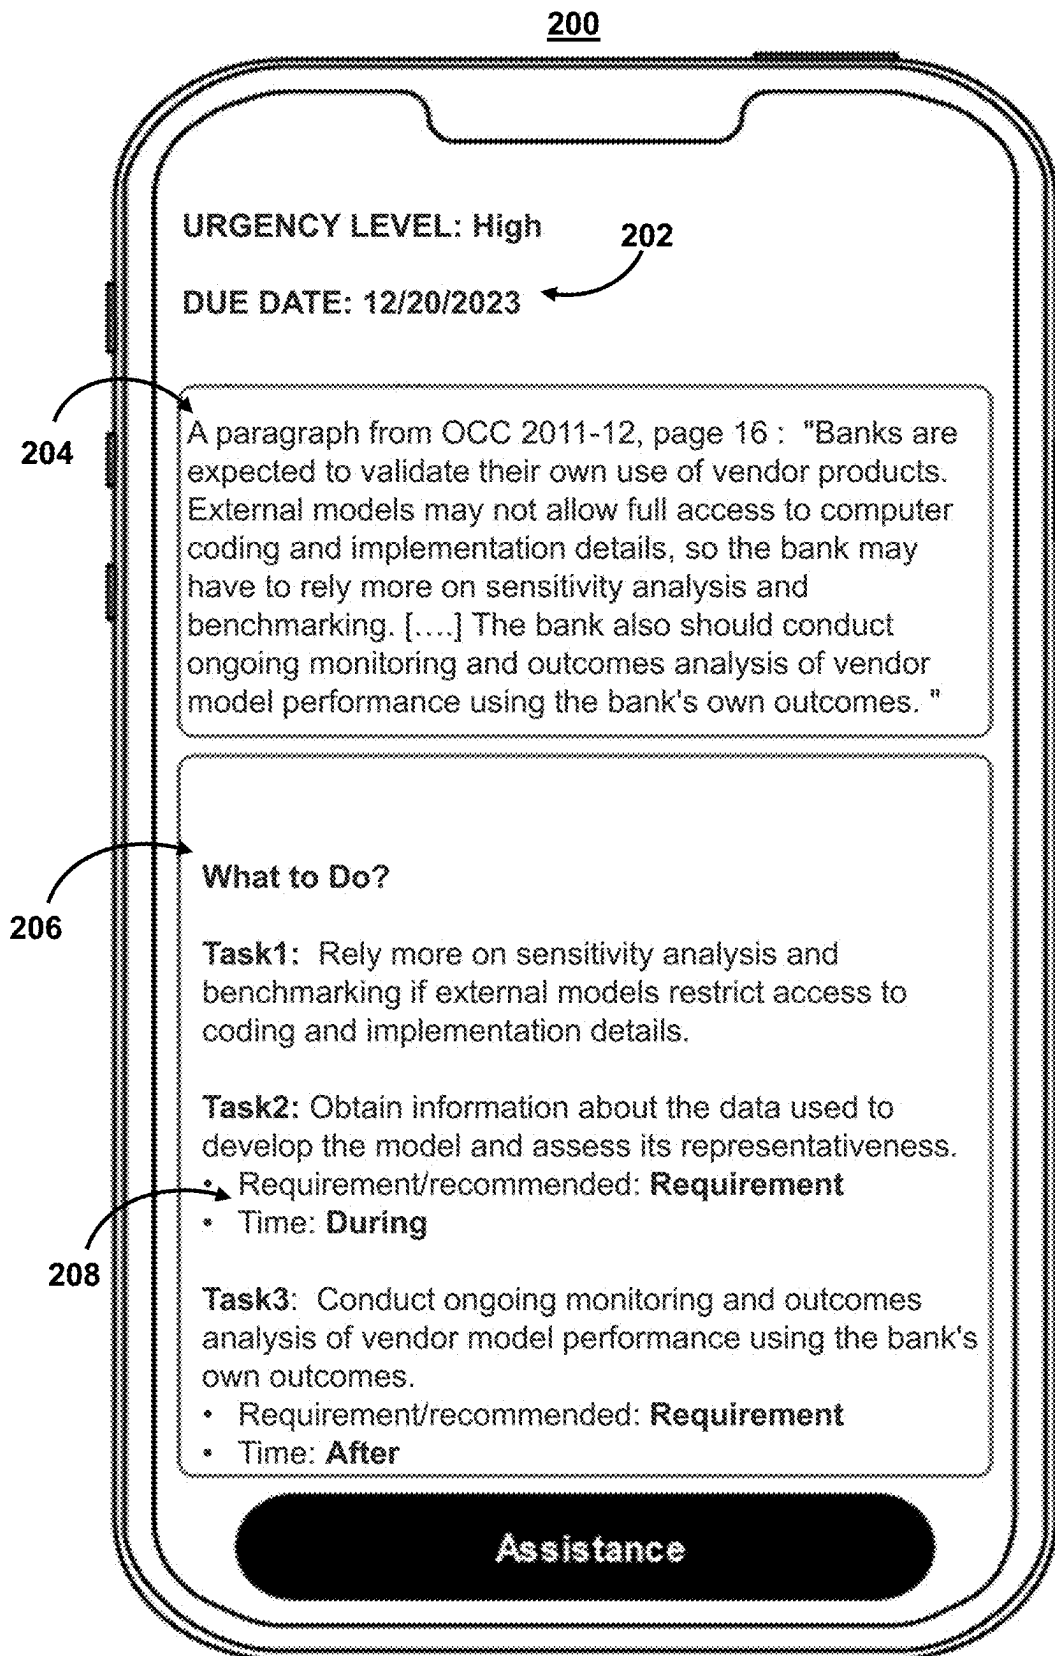 200
URGENCY LEVEL: High
202
DUE DATE: 12/20/2023
204
A paragraph from OCC 2011-12, page 16 :  "Banks are
expected to validate their own use of vendor products.
External models may not allow full access to computer
coding and implementation details, so the bank may
have to rely more on sensitivity analysis and
benchmarking. [....] The bank also should conduct
ongoing monitoring and outcomes analysis of vendor
model performance using the bank's own outcomes. "
206
What to Do?
Task1:  Rely more on sensitivity analysis and
benchmarking if external models restrict access to
coding and implementation details.
Task2: Obtain information about the data used to
develop the model and assess its representativeness.
• Requirement/recommended: Requirement
• Time: During
208
Task3:  Conduct ongoing monitoring and outcomes
analysis of vendor model performance using the bank's
own outcomes.
• Requirement/recommended: Requirement
• Time: After
Assistance